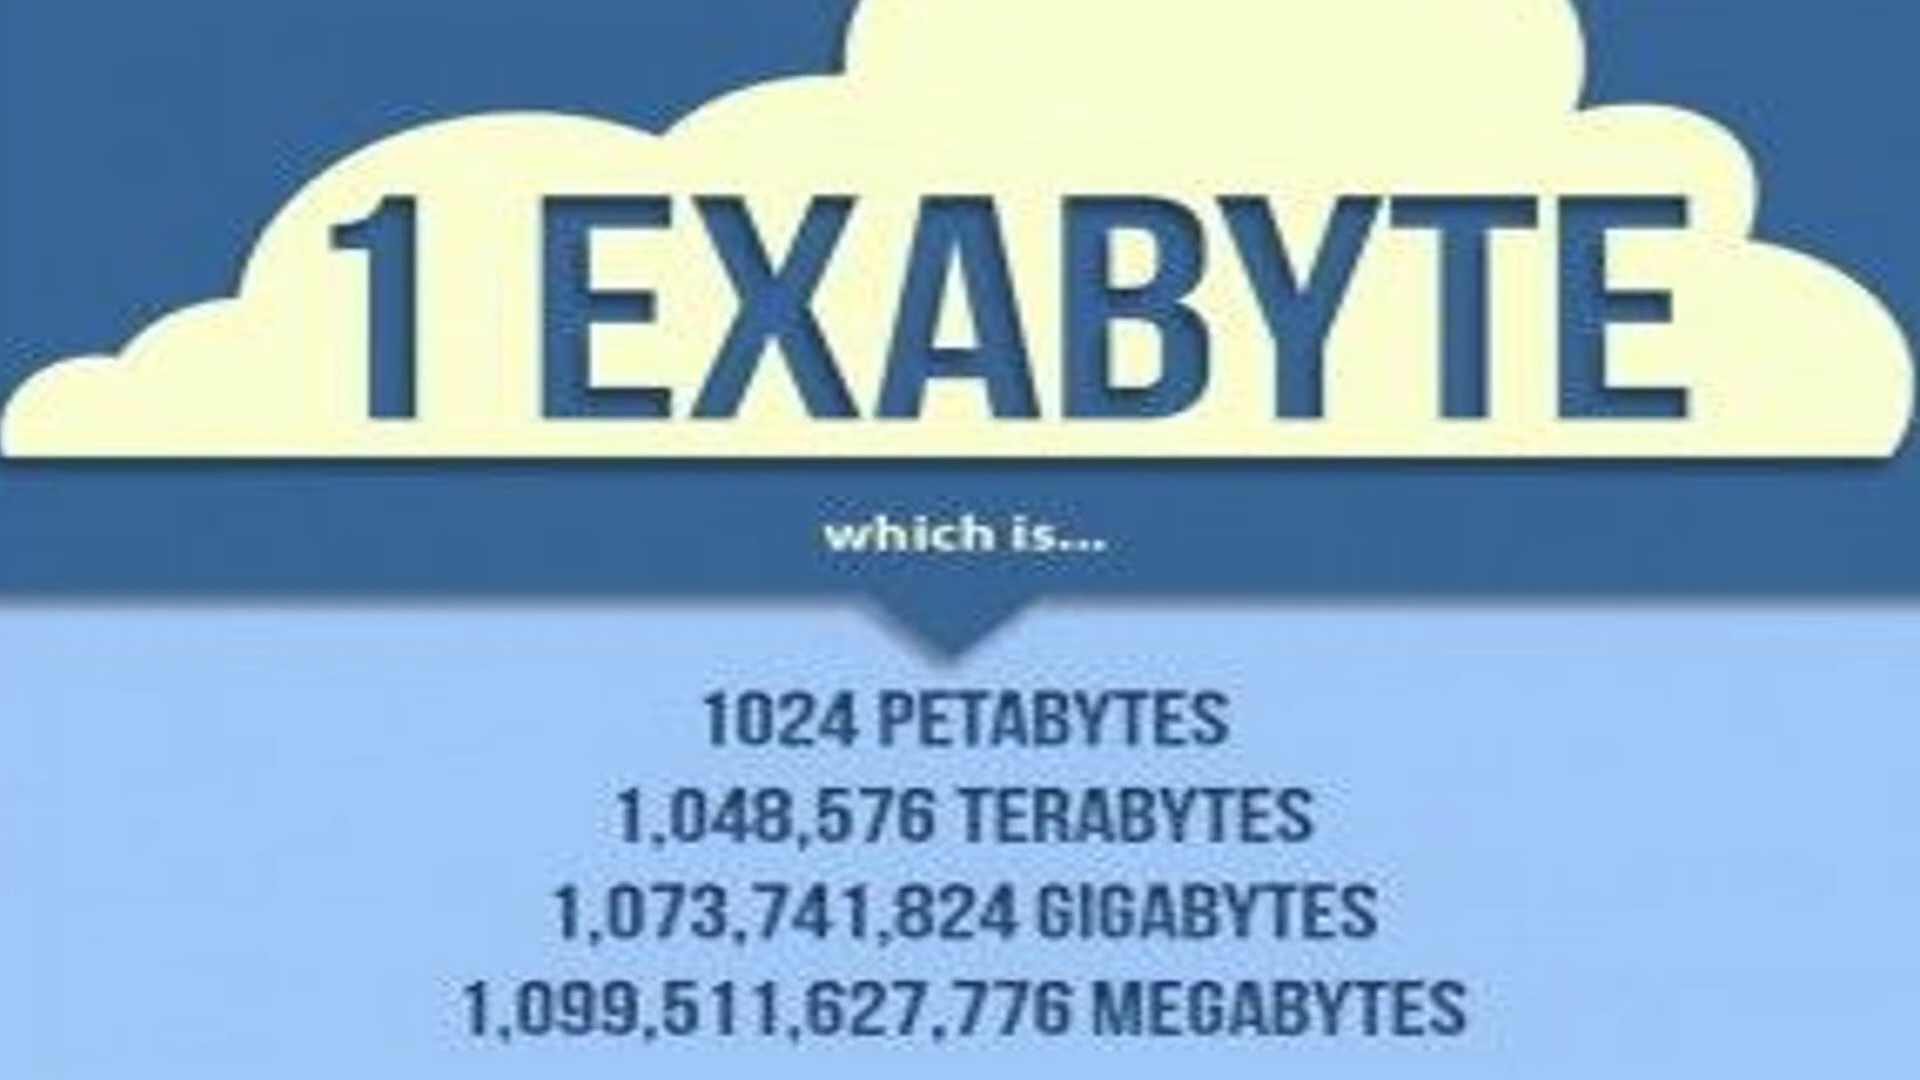 1 EXABYTE
which is...
1024 PETABYTES
1,048,576 TERABYTES
1,073,741,824 GIGABYTES
1,099,511,627,776 MEGABYTES